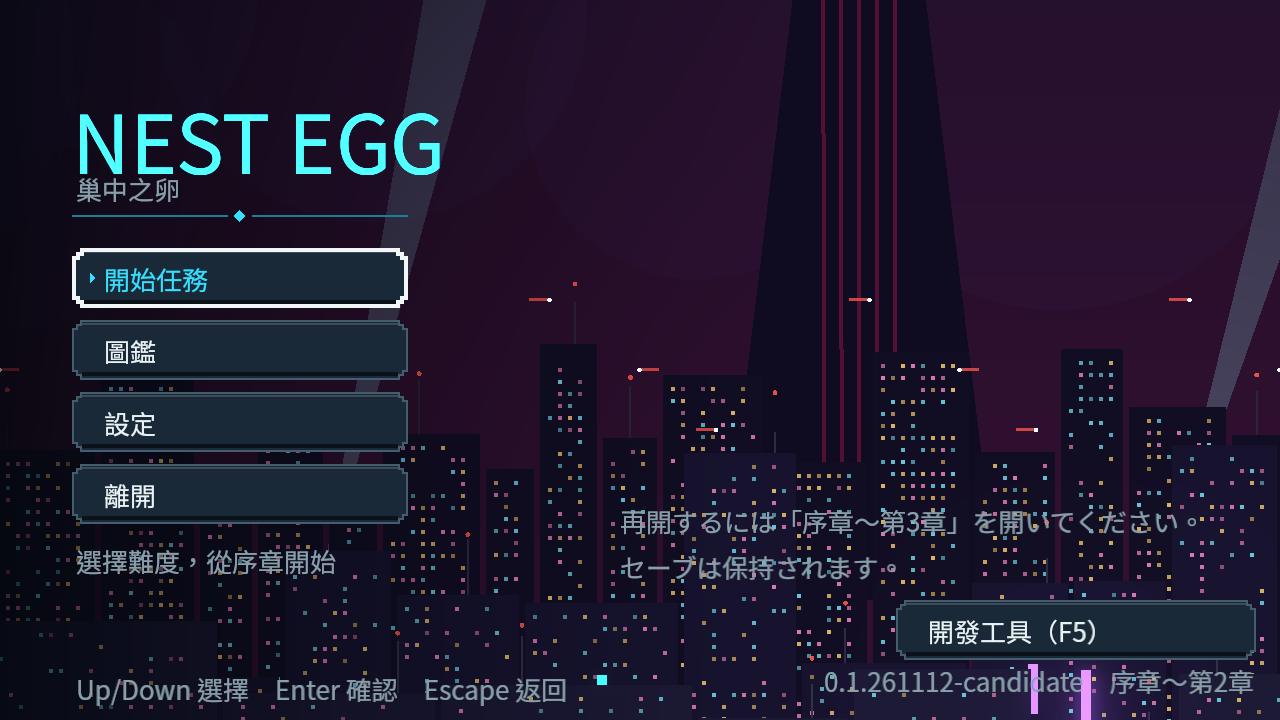 NEST EGG
巢中之卵
開始任務
圖鑑
設定
離開
選擇難度，從序章開始
再開するには「序章～第3章」を開いてください。
セーブは保持されます。
開發工具（F5）
Up/Down 選擇 Enter 確認 Escape 返回
0.1.261112-candidate 序章～第2章